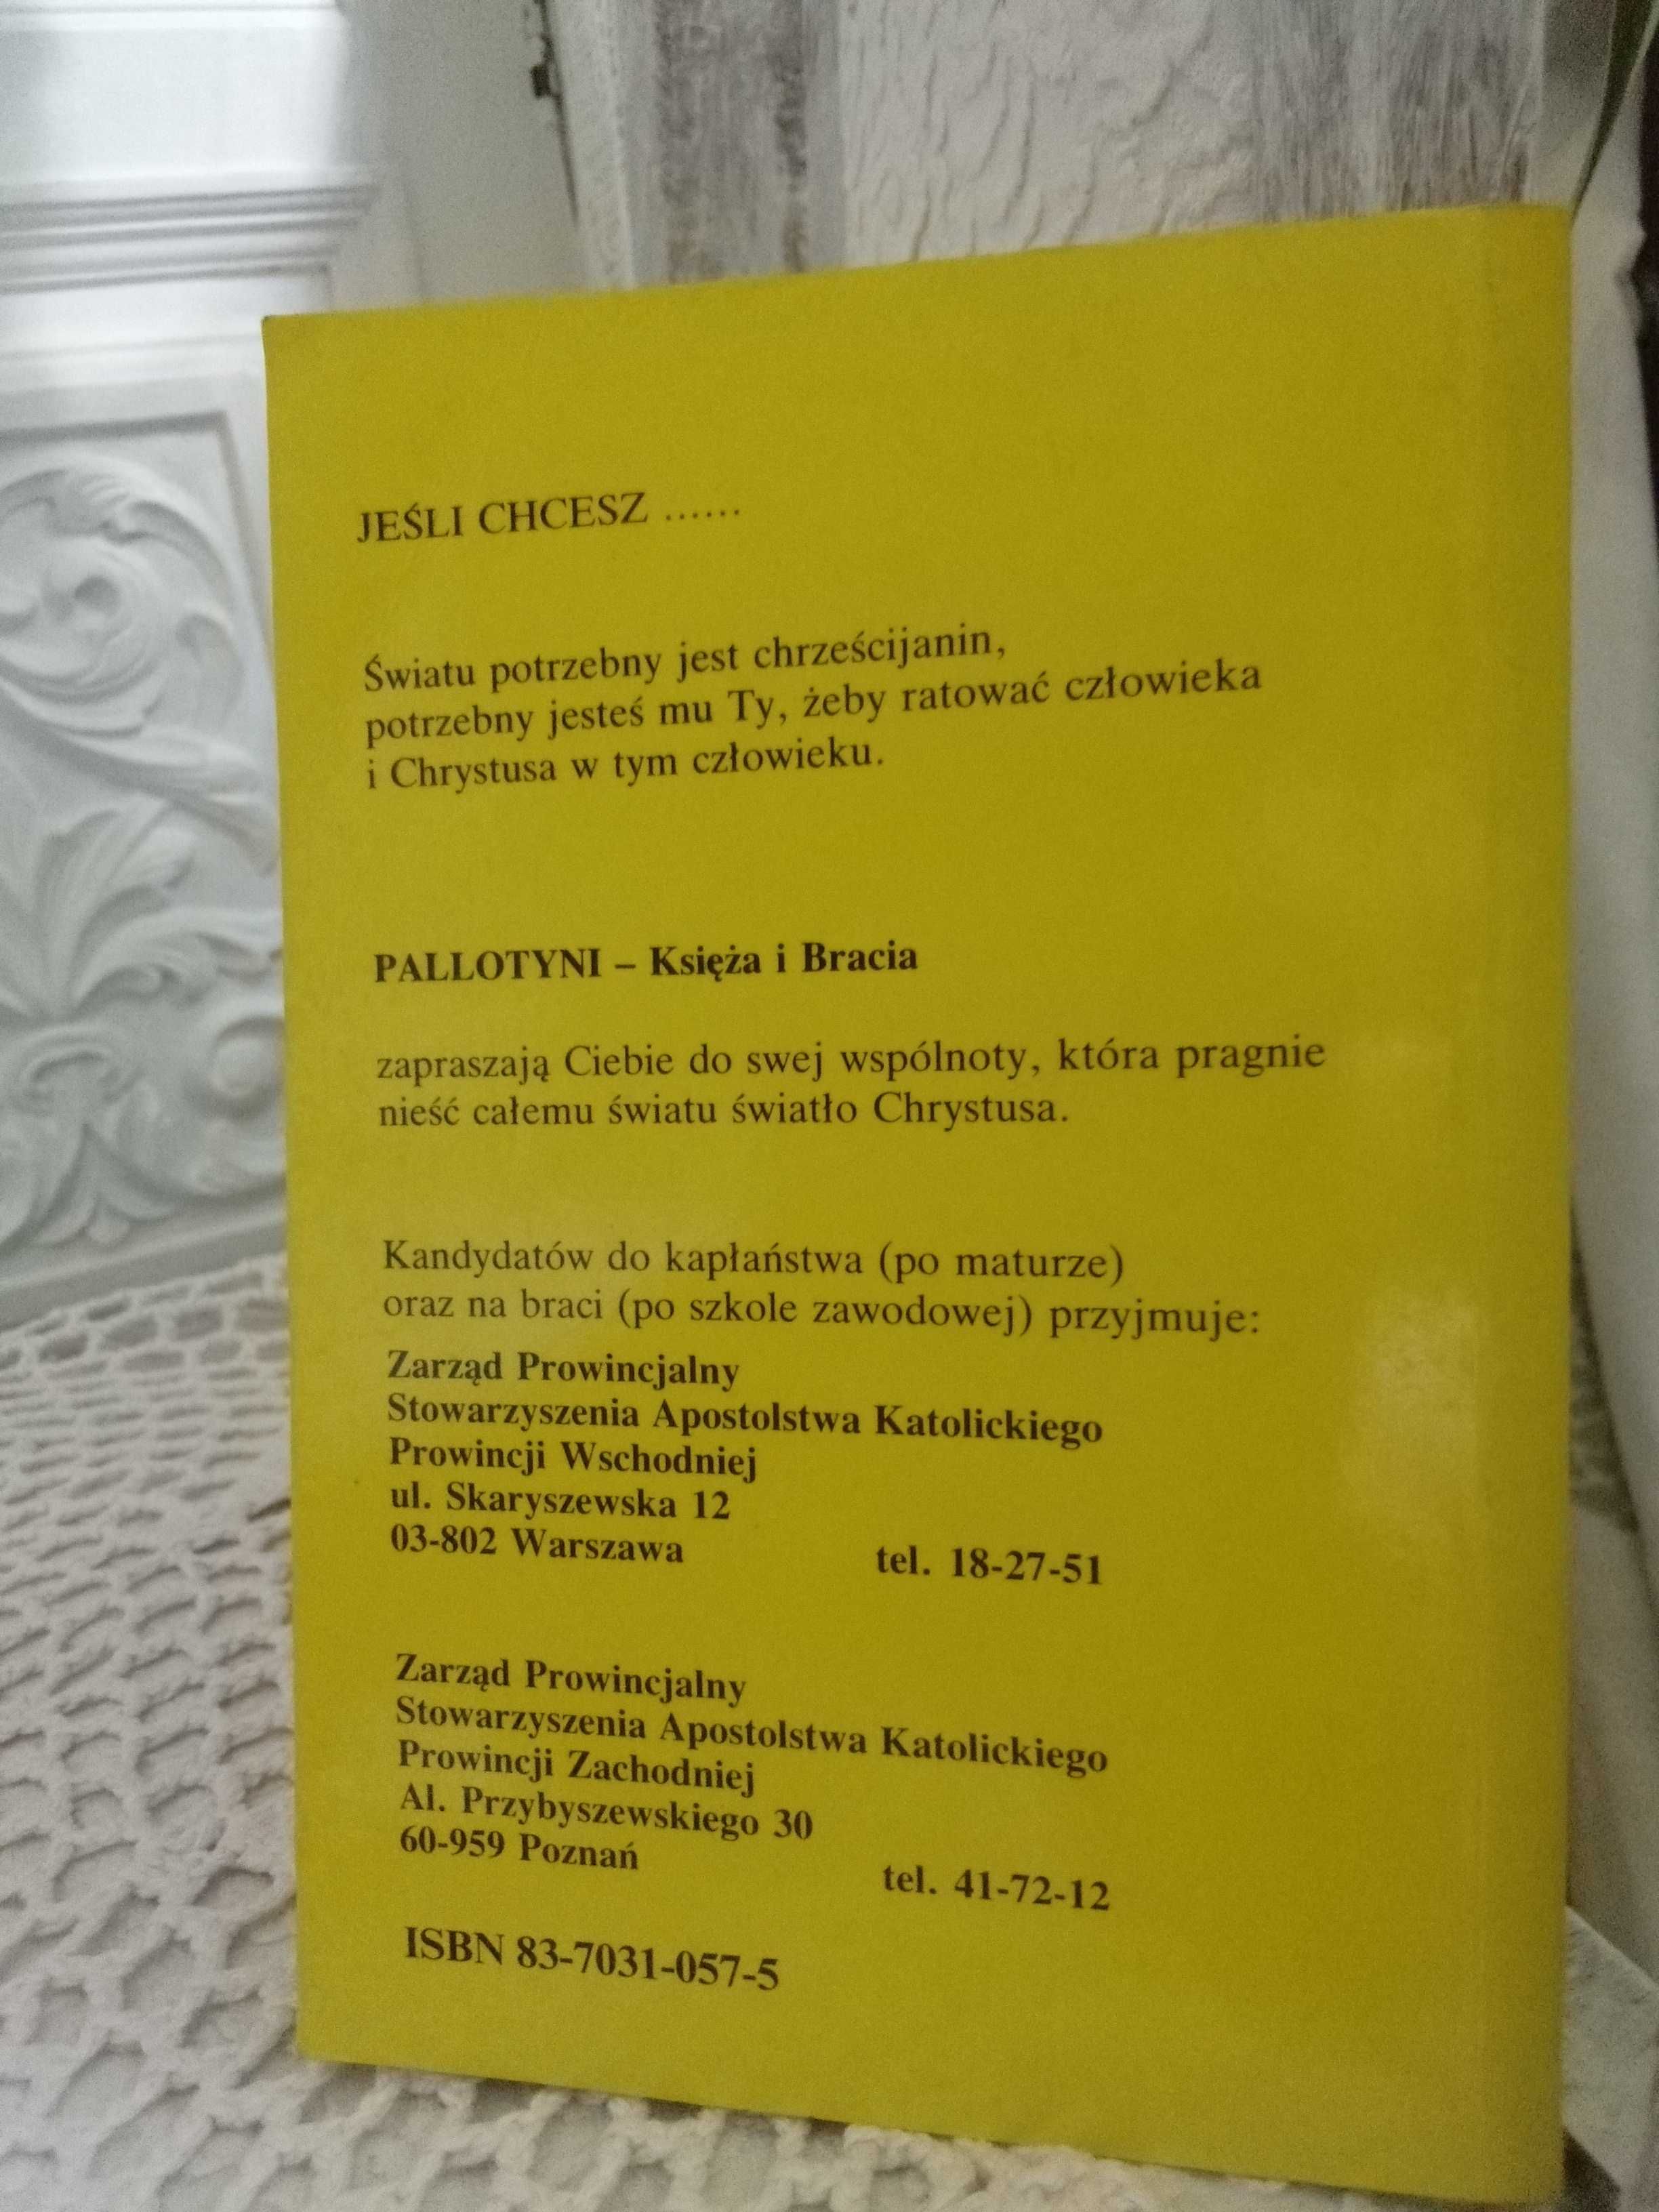 JEŚLI CHCESZ ......
Światu potrzebny jest chrześcijanin,
potrzebny jesteś mu Ty, żeby ratować człowieka
i Chrystusa w tym człowieku.
PALLOTYNI – Księża i Bracia
zapraszają Ciebie do swej wspólnoty, która pragnie
nieść całemu światu światło Chrystusa.
Kandydatów do kapłaństwa (po maturze)
oraz na braci (po szkole zawodowej) przyjmuje:
Zarząd Prowincjalny
Stowarzyszenia Apostolstwa Katolickiego
Prowincji Wschodniej
ul. Skaryszewska 12
03-802 Warszawa tel. 18-27-51
Zarząd Prowincjalny
Stowarzyszenia Apostolstwa Katolickiego
Prowincji Zachodniej
Al. Przybyszewskiego 30
60-959 Poznań tel. 41-72-12
ISBN 83-7031-057-5